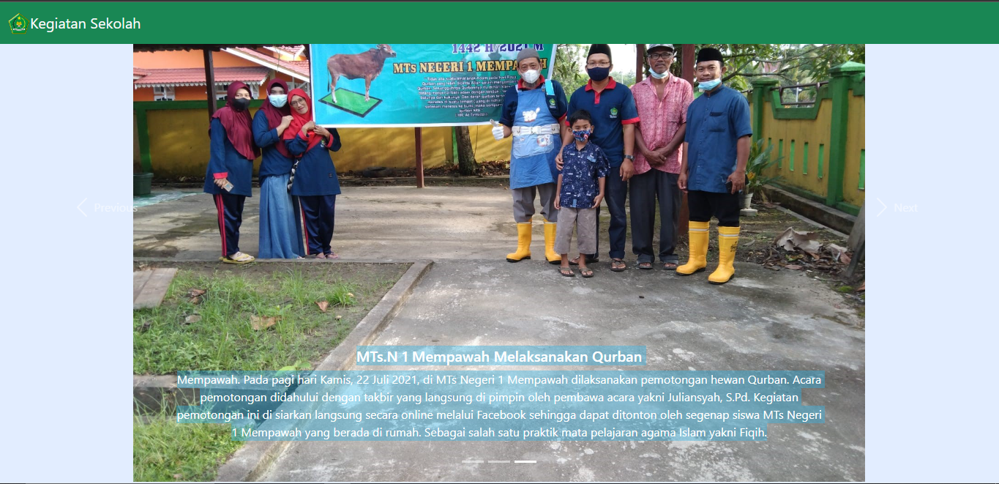 Kegiatan Sekolah
1442 H/2021 M
MTs NEGERI 1 MEMPAWAH
Previous
Next
MTs.N 1 Mempawah Melaksanakan Qurban
Mempawah. Pada pagi hari Kamis, 22 Juli 2021, di MTs Negeri 1 Mempawah dilaksanakan pemotongan hewan Qurban. Acara
pemotongan didahului dengan takbir yang langsung di pimpin oleh pembawa acara yakni Juliansyah, S.Pd. Kegiatan
pemotongan ini di siarkan langsung secara online melalui Facebook sehingga dapat ditonton oleh segenap siswa MTs Negeri
1 Mempawah yang berada di rumah. Sebagai salah satu praktik mata pelajaran agama Islam yakni Fiqih.